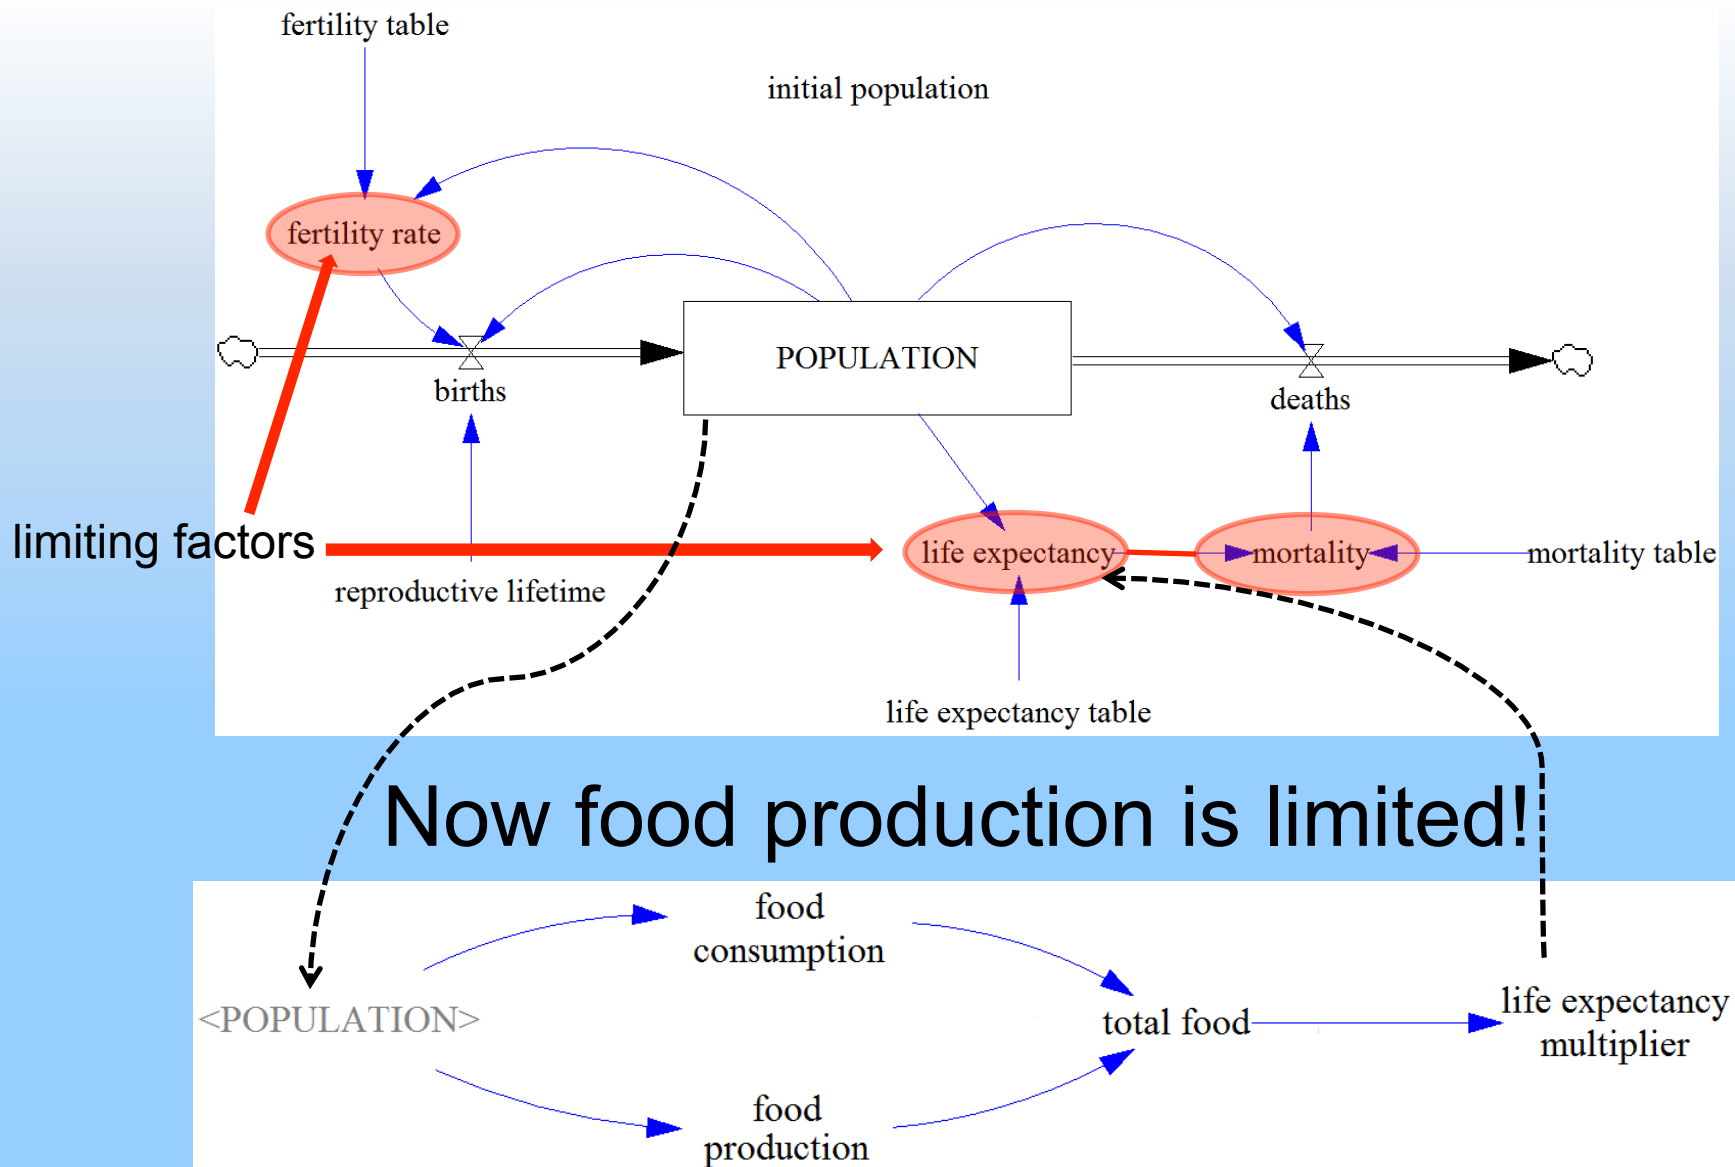 fertility table
initial population
fertility rate
POPULATION
births
deaths
limiting factors
life expectancy
mortality
mortality table
reproductive lifetime
life expectancy table
Now food production is limited!
food
consumption
<POPULATION>
total food
life expectancy
multiplier
food
production